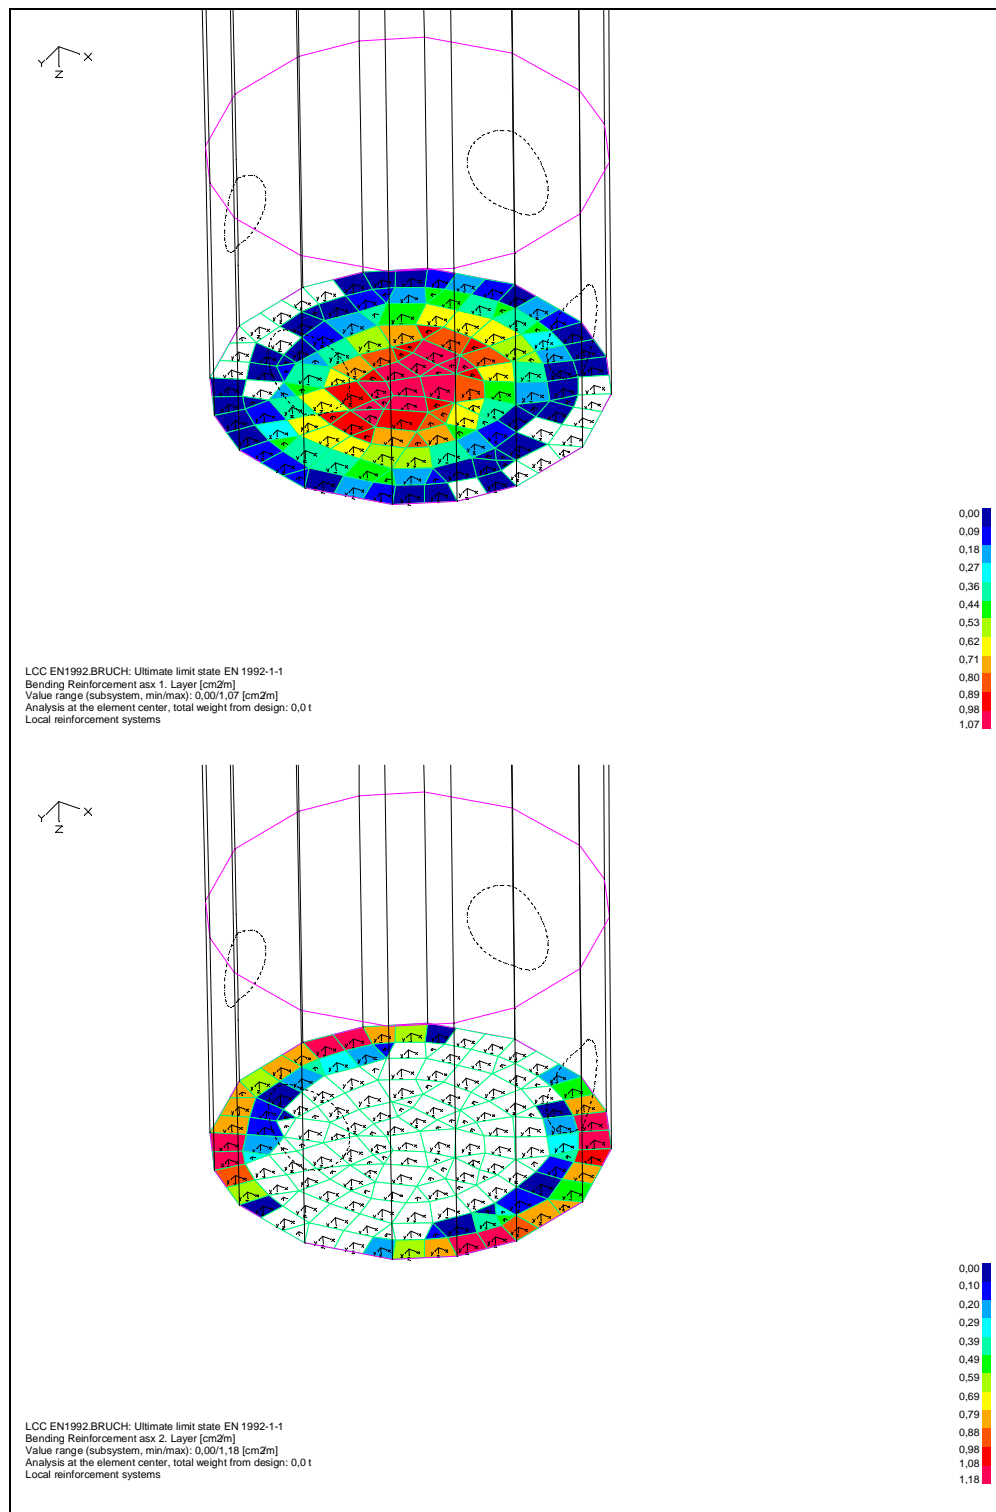 Y
X
Z
0,00
0,09
0,18
0,27
0,36
0,44
0,53
0,62
0,71
0,80
0,89
0,98
1,07
LCC EN1992.BRUCH: Ultimate limit state EN 1992-1-1
Bending Reinforcement asx 1. Layer [cm2/m]
Value range (subsystem, min/max): 0,00/1,07 [cm2/m]
Analysis at the element center, total weight from design: 0,0 t
Local reinforcement systems
Y
X
Z
0,00
0,10
0,20
0,29
0,39
0,49
0,59
0,69
0,79
0,88
0,98
1,08
1,18
LCC EN1992.BRUCH: Ultimate limit state EN 1992-1-1
Bending Reinforcement asx 2. Layer [cm2/m]
Value range (subsystem, min/max): 0,00/1,18 [cm2/m]
Analysis at the element center, total weight from design: 0,0 t
Local reinforcement systems